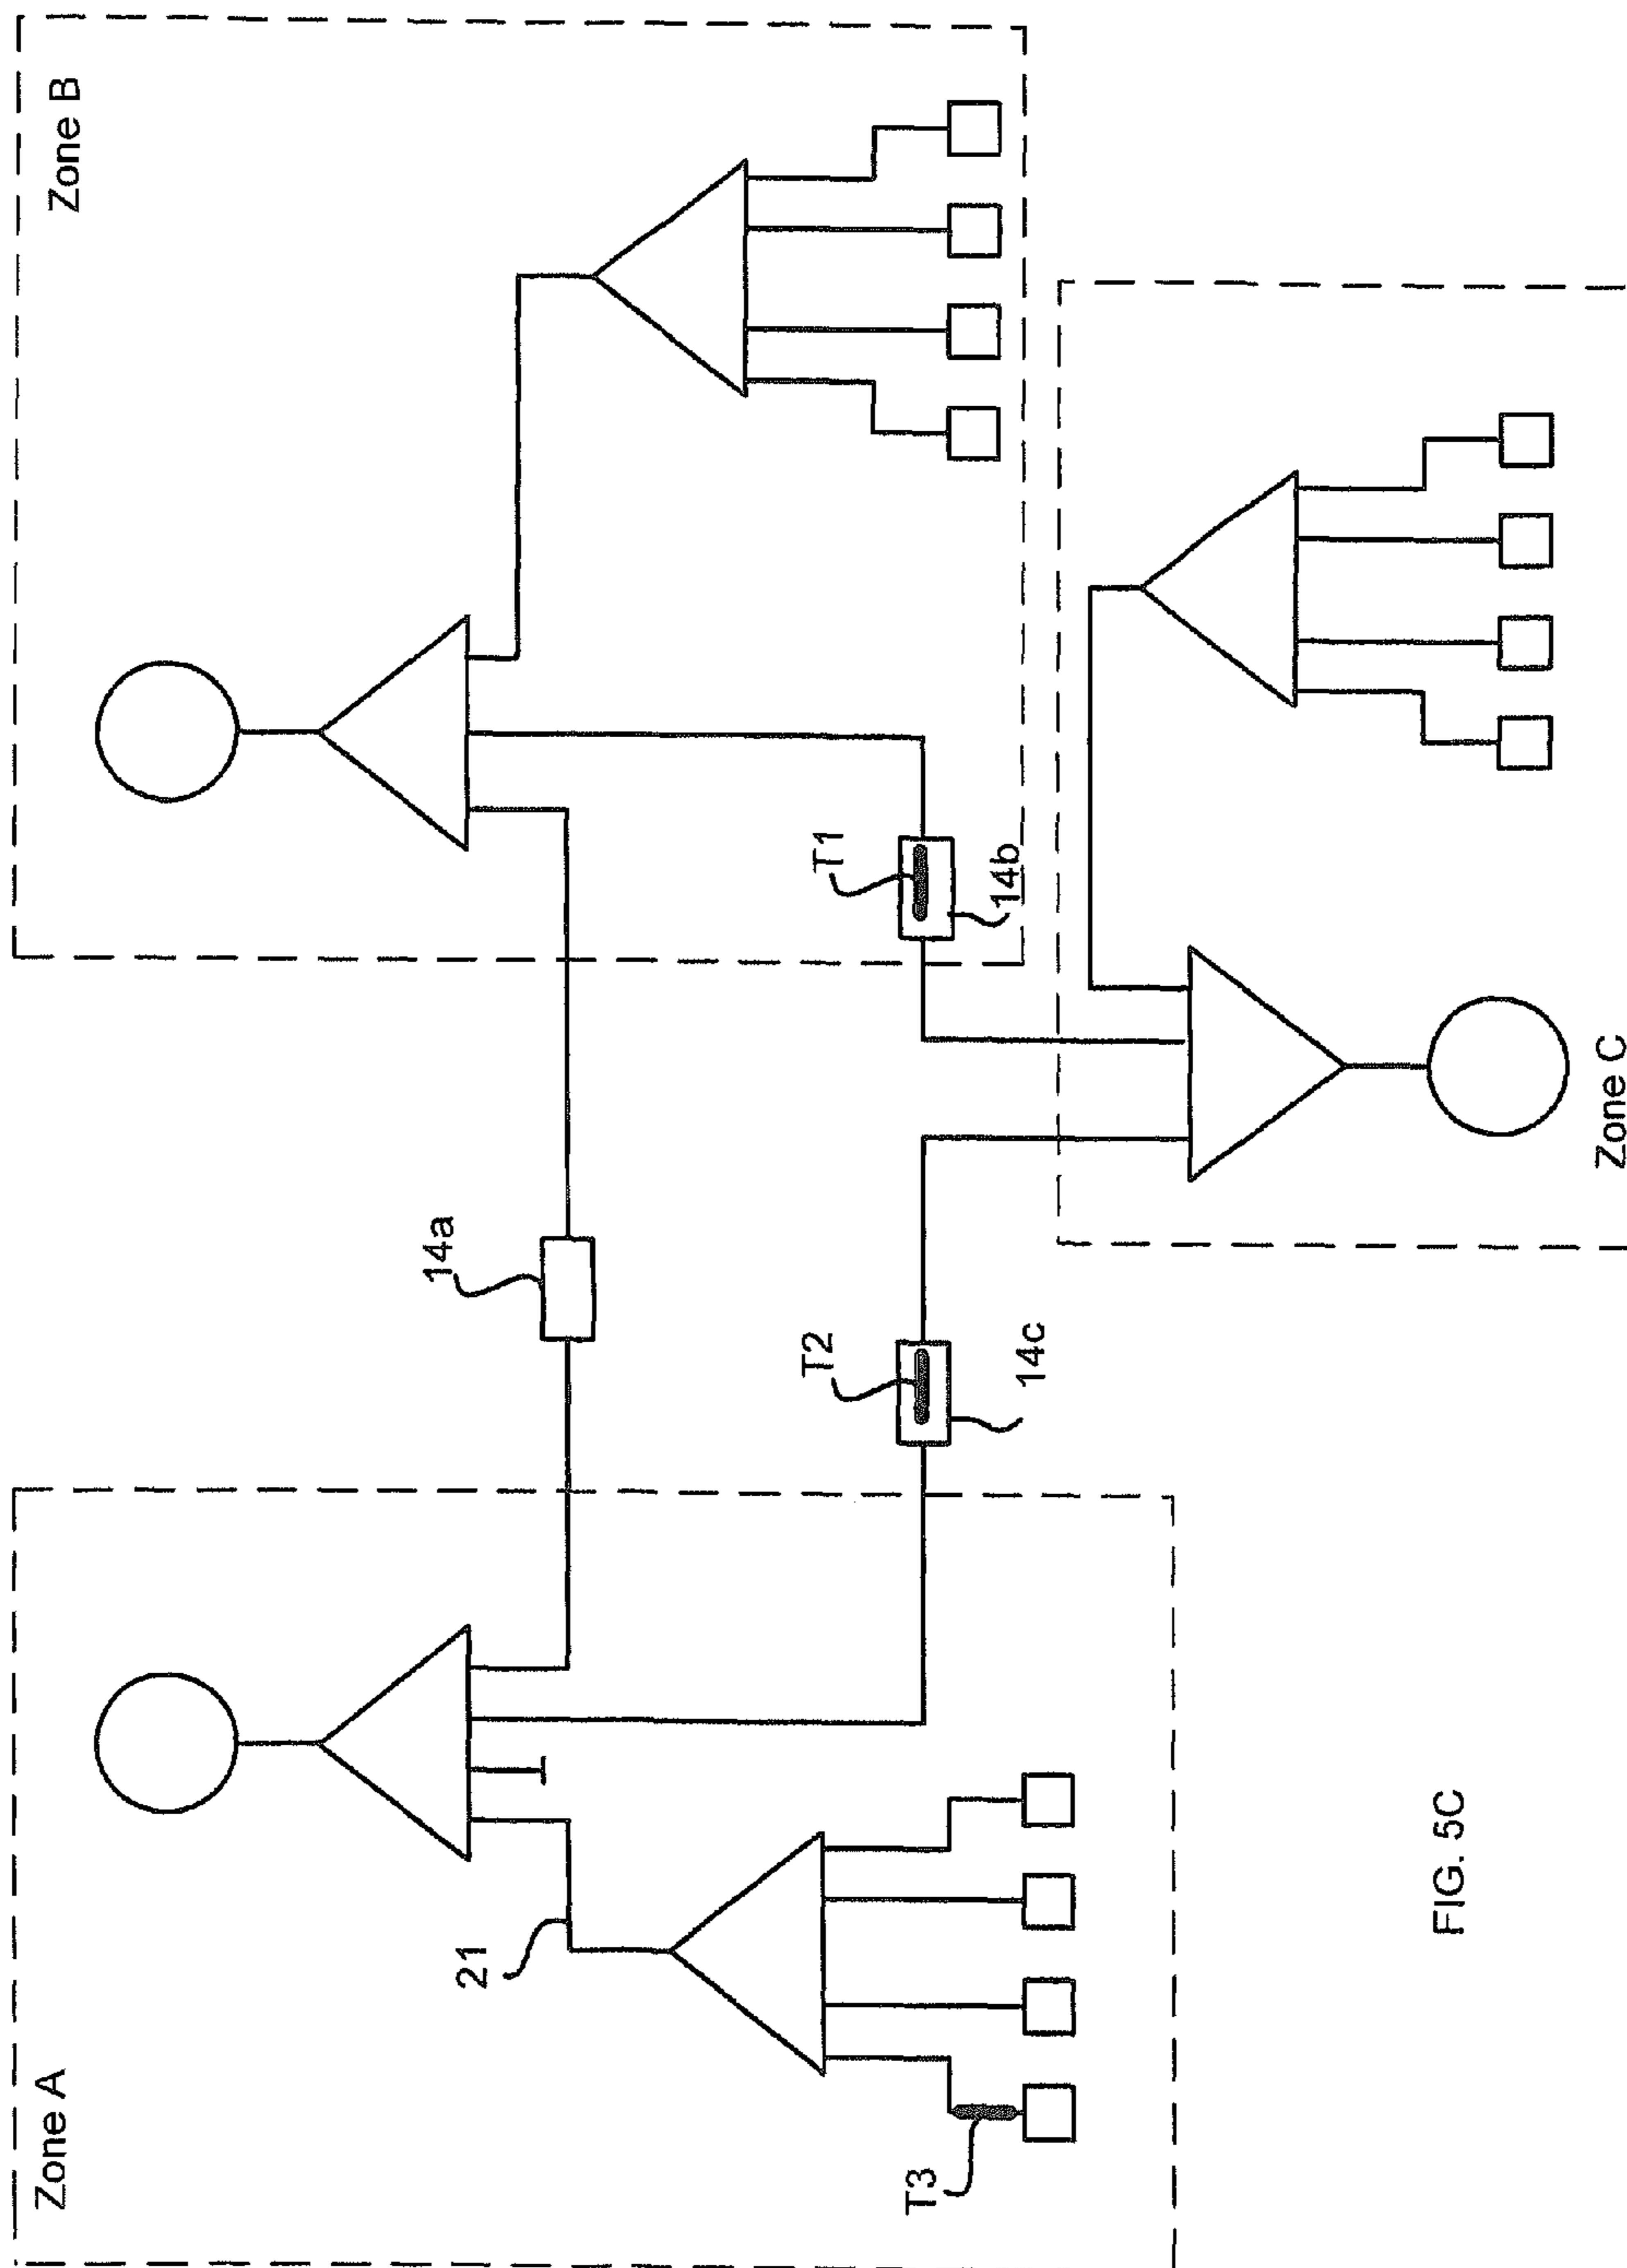 Zone A
Zone B
14a
21
T2
T1
T3
14c
14b
Zone C
FIG. 5C